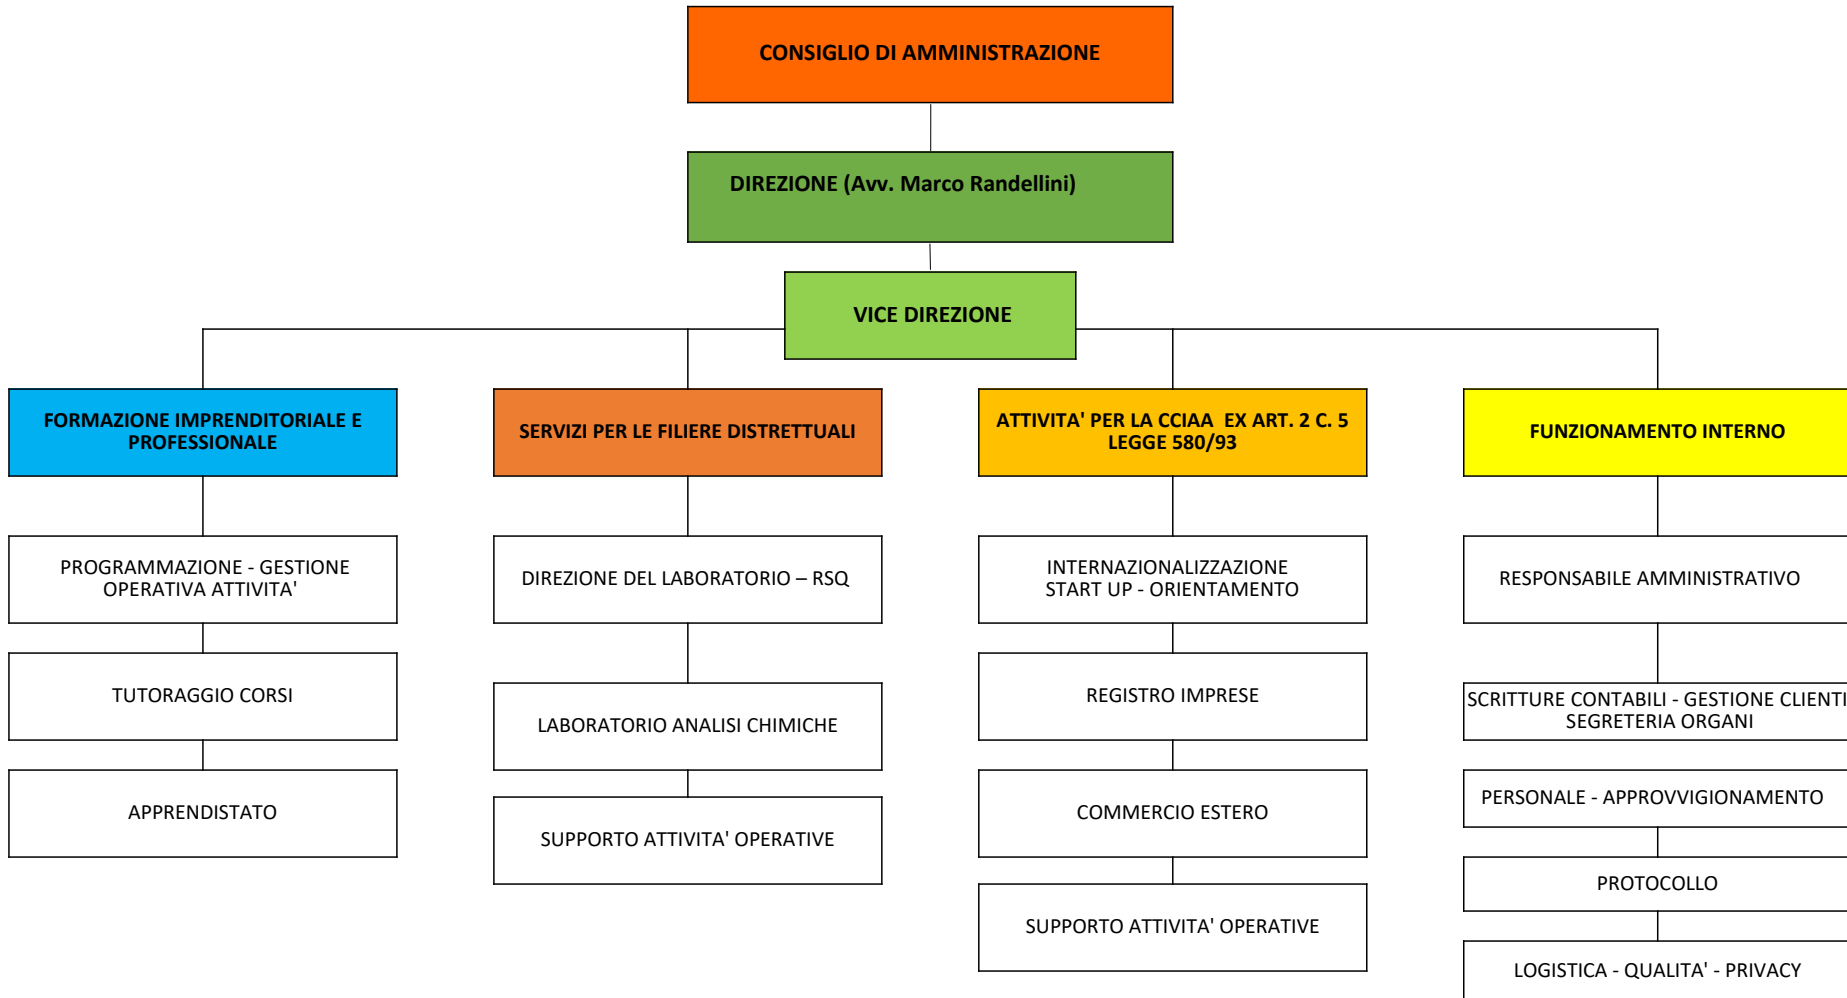 CONSIGLIO DI AMMINISTRAZIONE
DIREZIONE (Avv. Marco Randellini)
VICE DIREZIONE
FORMAZIONE IMPRENDITORIALE E
PROFESSIONALE
SERVIZI PER LE FILIERE DISTRETTUALI
ATTIVITA' PER LA CCIAA EX ART. 2 C. 5
LEGGE 580/93
FUNZIONAMENTO INTERNO
PROGRAMMAZIONE - GESTIONE
OPERATIVA ATTIVITA'
TUTORAGGIO CORSI
APPRENDISTATO
DIREZIONE DEL LABORATORIO – RSQ
LABORATORIO ANALISI CHIMICHE
SUPPORTO ATTIVITA' OPERATIVE
INTERNAZIONALIZZAZIONE
START UP - ORIENTAMENTO
REGISTRO IMPRESE
COMMERCIO ESTERO
SUPPORTO ATTIVITA' OPERATIVE
RESPONSABILE AMMINISTRATIVO
SCRITTURE CONTABILI - GESTIONE CLIENTI
SEGRETERIA ORGANI
PERSONALE - APPROVVIGIONAMENTO
PROTOCOLLO
LOGISTICA - QUALITA' - PRIVACY